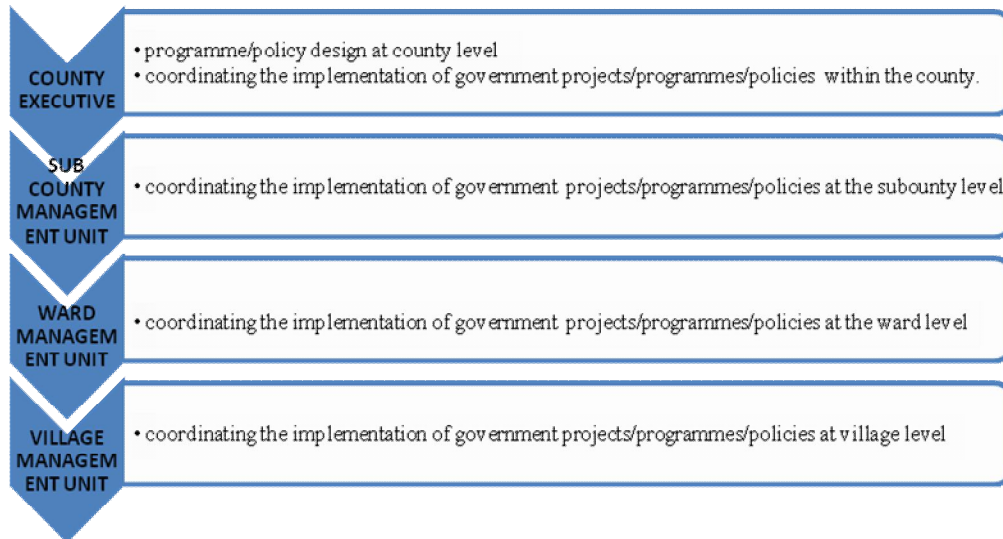 COUNTY
EXECUTIVE
• programme/policy design at county level
• coordinating the implementation of government projects/programmes/policies within the county.
SUB
COUNTY
MANAGEM
ENT UNIT
• coordinating the implementation of government projects/programmes/policies at the subounty level
WARD
MANAGEM
ENT UNIT
• coordinating the implementation of government projects/programmes/policies at the ward level
VILLAGE
MANAGEM
ENT UNIT
• coordinating the implementation of government projects/programmes/policies at village level